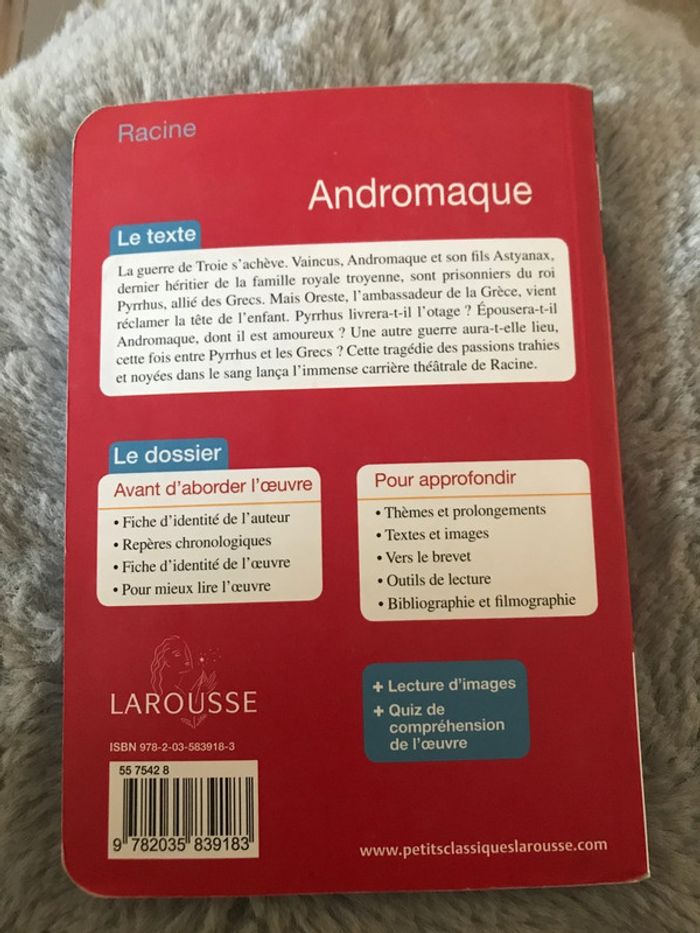 Racine
Andromaque
Le texte
La guerre de Troie s'achève. Vaincus, Andromaque et son fils Astyanax,
dernier héritier de la famille royale troyenne, sont prisonniers du roi
Pyrrhus, allié des Grecs. Mais Oreste, l'ambassadeur de la Grèce, vient
réclamer la tête de l'enfant. Pyrrhus livrera-t-il l'otage ? Épousera-t-il
Andromaque, dont il est amoureux ? Une autre guerre aura-t-elle lieu,
cette fois entre Pyrrhus et les Grecs ? Cette tragédie des passions trahies
et noyées dans le sang lança l'immense carrière théâtrale de Racine.
Le dossier
Avant d'aborder l'œuvre
• Fiche d'identité de l'auteur
• Repères chronologiques
• Fiche d'identité de l'œuvre
• Pour mieux lire l'œuvre
Pour approfondir
• Thèmes et prolongements
• Textes et images
• Vers le brevet
• Outils de lecture
• Bibliographie et filmographie
+ Lecture d'images
+ Quiz de
compréhension
de l'œuvre
LAROUSSE
ISBN 978-2-03-583918-3
55 7542 8
9 782035 839183
www.petitsclassiqueslarousse.com